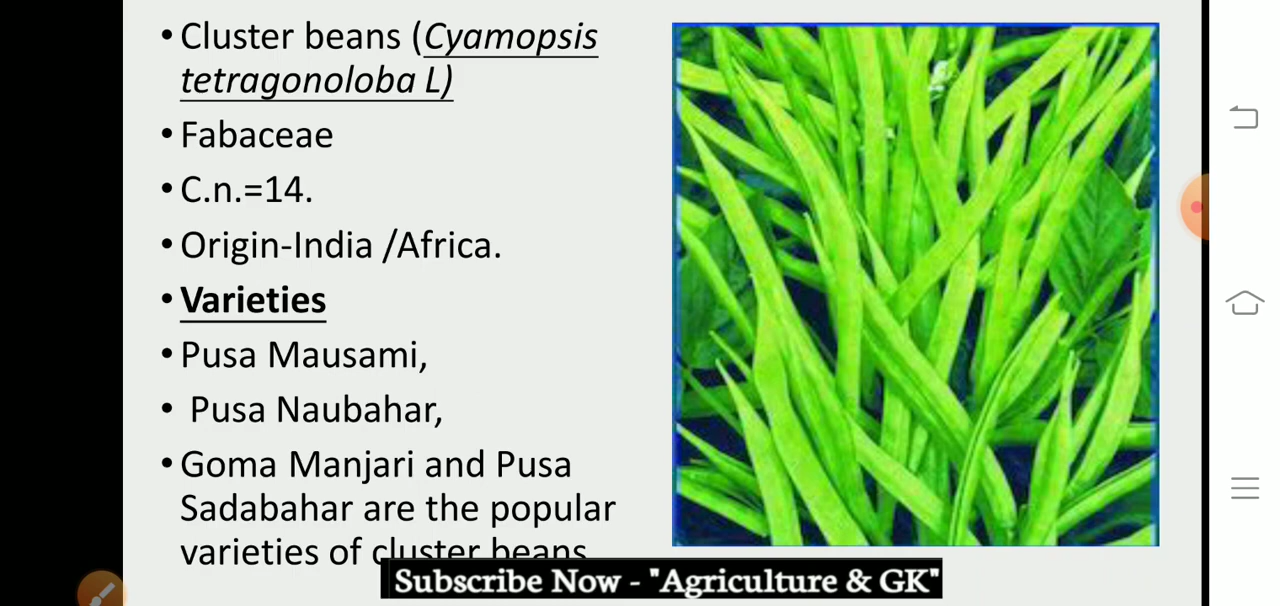 • Cluster beans (Cyamopsis
tetragonoloba L)
• Fabaceae
• C.n.=14.
• Origin-India /Africa.
• Varieties
• Pusa Mausami,
• Pusa Naubahar,
• Goma Manjari and Pusa
Sadabahar are the popular
varieties of cluster beans
Subscribe Now - "Agriculture & GK"